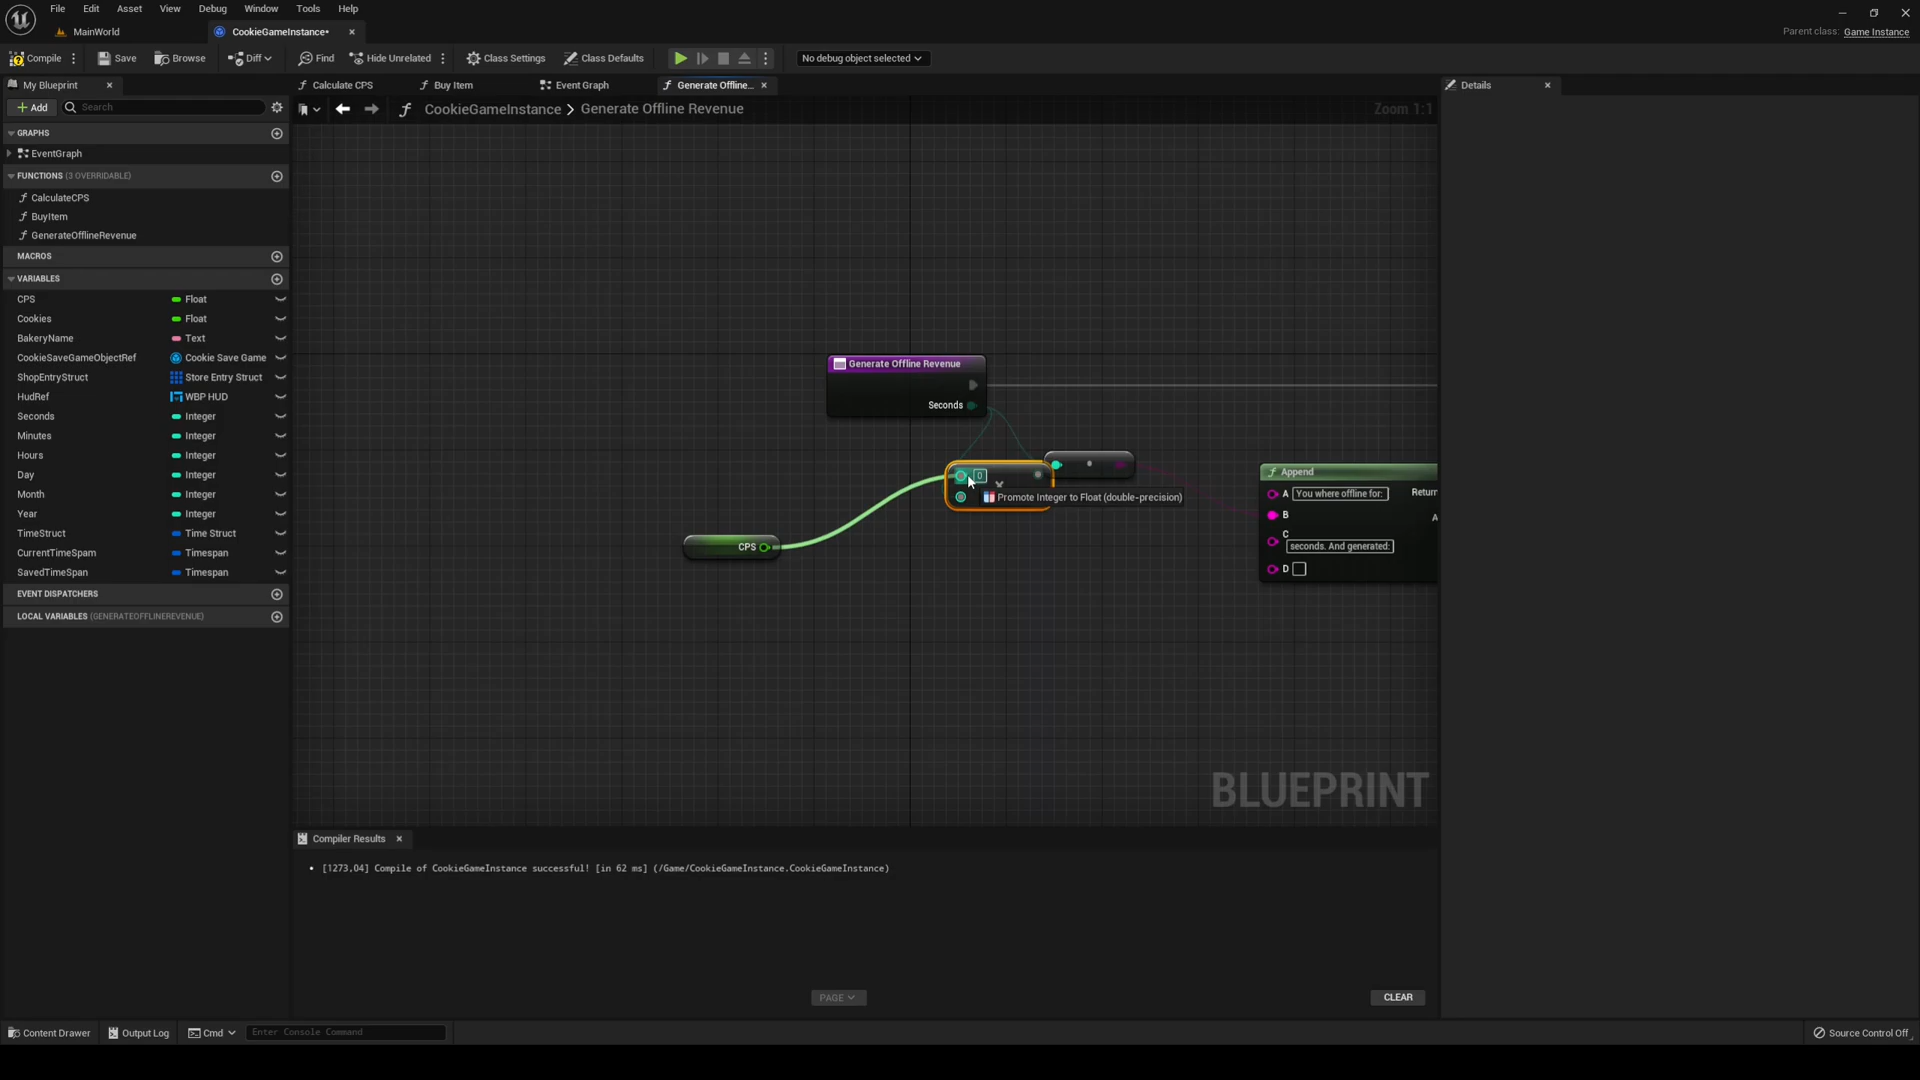 File Edit Asset View Debug Window Tools Help
MainWorld CookieGameInstance*
Parent class: Game Instance
Compile Save Browse Diff Find Hide Unrelated Class Settings Class Defaults No debug object selected
My Blueprint Calculate CPS Buy Item Event Graph Generate Offline... Details
Add Search CookieGameInstance > Generate Offline Revenue Zoom 1:1
GRAPHS
EventGraph
FUNCTIONS (3 OVERRIDABLE)
CalculateCPS
BuyItem
GenerateOfflineRevenue
MACROS
VARIABLES
CPS Float
Cookies Float
BakeryName Text
CookieSaveGameObjectRef Cookie Save Game
ShopEntryStruct Store Entry Struct
HudRef WBP HUD
Seconds Integer
Minutes Integer
Hours Integer
Day Integer
Month Integer
Year Integer
TimeStruct Time Struct
CurrentTimeSpam Timespan
SavedTimeSpan Timespan
EVENT DISPATCHERS
LOCAL VARIABLES (GENERATEOFFLINEREVENUE)
Generate Offline Revenue
Seconds
0
Promote Integer to Float (double-precision)
CPS
Append
A You where offline for: Return
B A
C
seconds. And generated:
D
BLUEPRINT
Compiler Results
[1273,04] Compile of CookieGameInstance successful! [in 62 ms] (/Game/CookieGameInstance.CookieGameInstance)
PAGE CLEAR
Content Drawer Output Log Cmd Enter Console Command Source Control Off